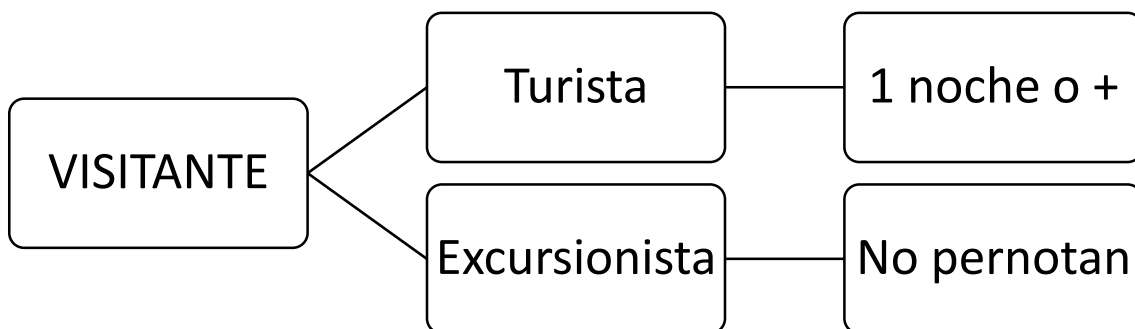 VISITANTE
Turista
1 noche o +
Excursionista
No pernotan